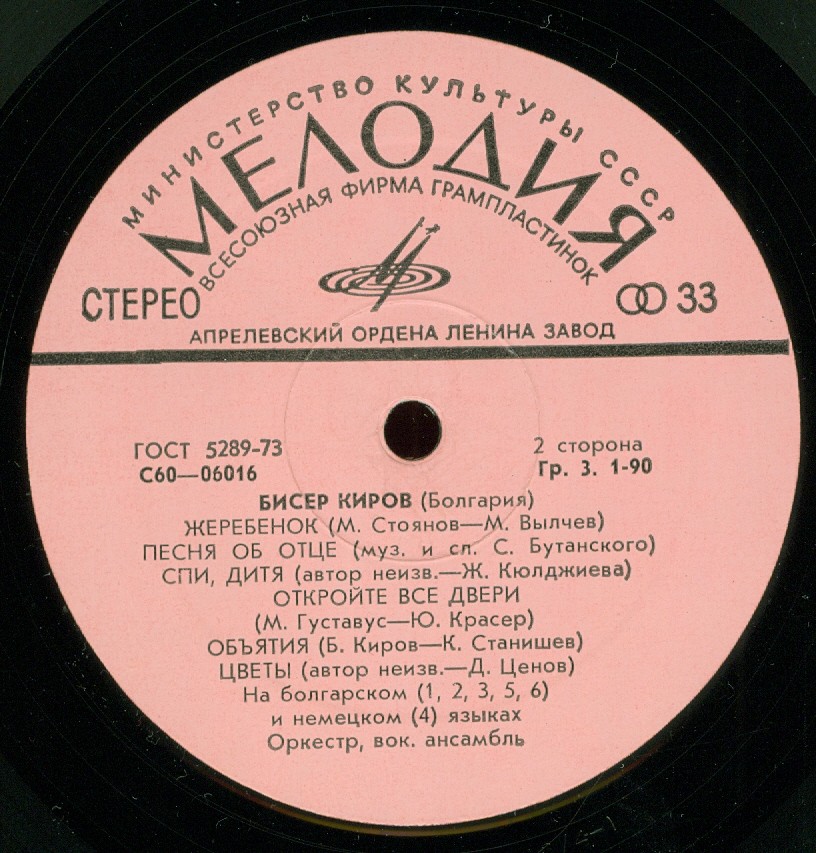 МИНИСТЕРСТВО КУЛЬТУРЫ СССР
МЕЛОДИЯ
ВСЕСОЮЗНАЯ ФИРМА ГРАМПЛАСТИНОК
СТЕРЕО
33
АПРЕЛЕВСКИЙ ОРДЕНА ЛЕНИНА ЗАВОД
ГОСТ 5289-73
2 сторона
С60—06016
Гр. 3. 1-90
БИСЕР КИРОВ (Болгария)
ЖЕРЕБЕНОК (М. Стоянов—М. Вылчев)
ПЕСНЯ ОБ ОТЦЕ (муз. и сл. С. Бутанского)
СПИ, ДИТЯ (автор неизв.—Ж. Кюлджиева)
ОТКРОЙТЕ ВСЕ ДВЕРИ
(М. Густавус—Ю. Красер)
ОБЪЯТИЯ (Б. Киров—К. Станишев)
ЦВЕТЫ (автор неизв.—Д. Ценов)
На болгарском (1, 2, 3, 5, 6)
и немецком (4) языках
Оркестр, вок. ансамбль